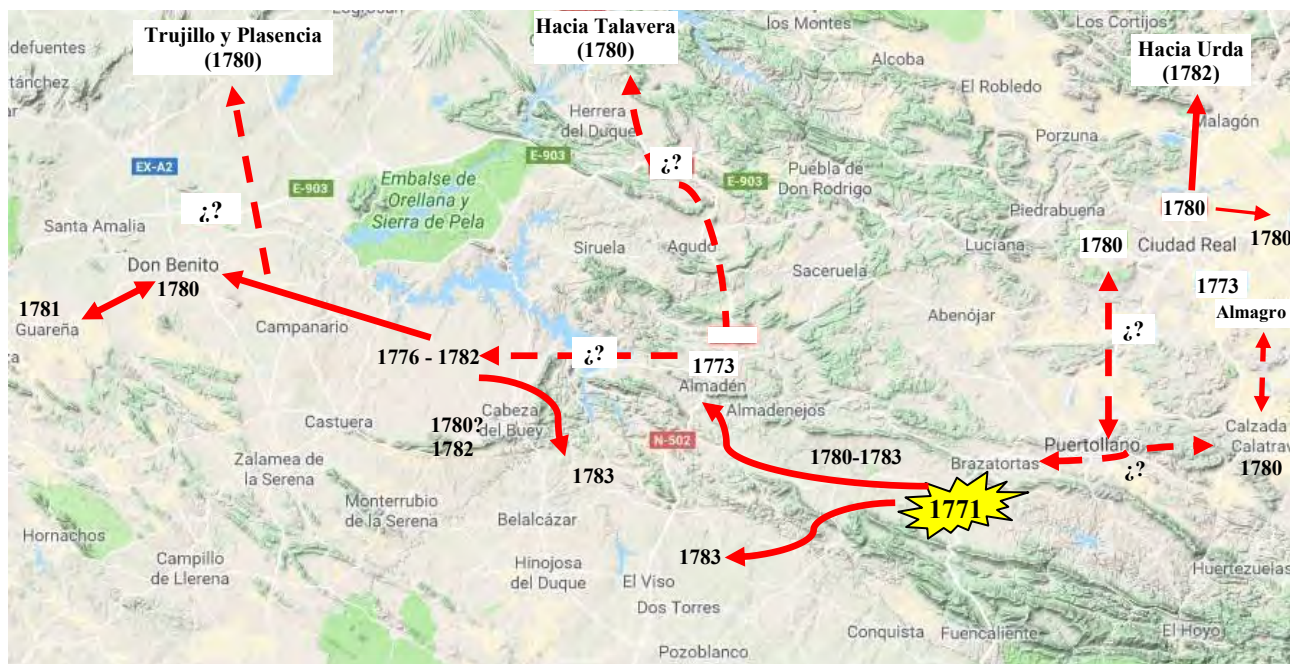 Trujillo y Plasencia
(1780)
Hacia Talavera
(1780)
Hacia Urda
(1782)
los Montes
Los Cortijos
adefuentes
tánchez
ar
Alcoba
El Robledo
Herrera
del Duque
Malagón
Porzuna
EX-A2
E-903
E-903
E-903
¿?
Puebla de
Don Rodrigo
Embalse de
Orellana y
Sierra de Pela
¿?
Piedrabuena
1780
1780
Santa Amalia
Siruela
Agudo
Luciana
1780
Ciudad Real
Don Benito
1780
Saceruela
1773
Almagro
1781
Guareña
za
Campanario
Abenójar
¿?
1776 - 1782
¿?
1773
Almadén
Almadenejos
Castuera
1780?
1782
Cabeza
del Buey
N-502
Calzada
Calatrav
1780
Puertollano
Brazatortas
¿?
1780-1783
Zalamea de
la Serena
1783
1771
Monterrubio
de la Serena
Belalcázar
Hornachos
Campillo
de Llerena
Hinojosa
del Duque
1783
El Viso
Huertezuelas
Dos Torres
Conquista
Fuencaliente
El Hoyo
Pozoblanco